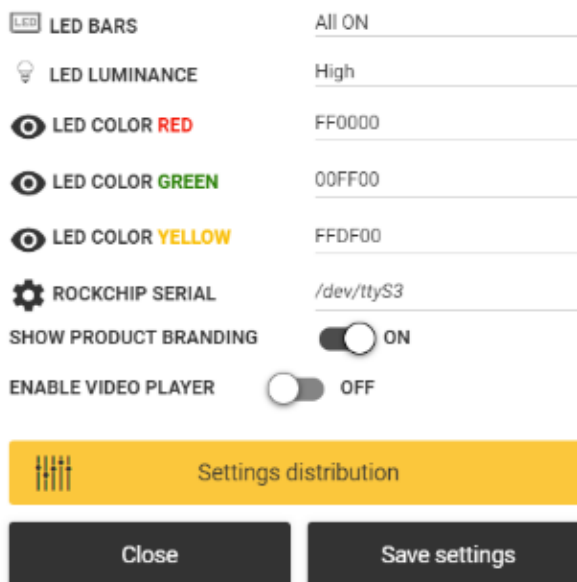 LED LED BARS All ON
LED LUMINANCE High
LED COLOR RED FF0000
LED COLOR GREEN 00FF00
LED COLOR YELLOW FFDF00
ROCKCHIP SERIAL /dev/ttyS3
SHOW PRODUCT BRANDING ON
ENABLE VIDEO PLAYER OFF
Settings distribution
Close Save settings